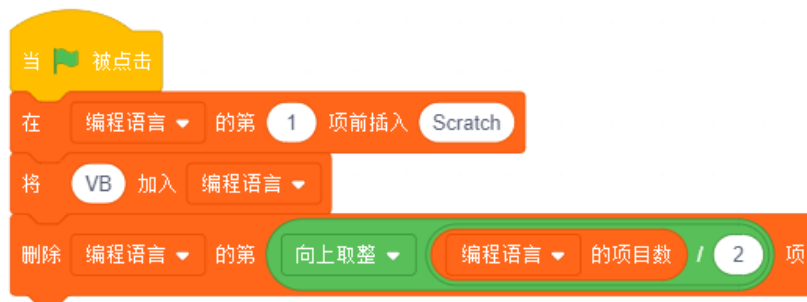 当 被点击
在 编程语言 的第 1 项前插入 Scratch
将 VB 加入 编程语言
删除 编程语言 的第 向上取整 编程语言 的项目数 / 2 项